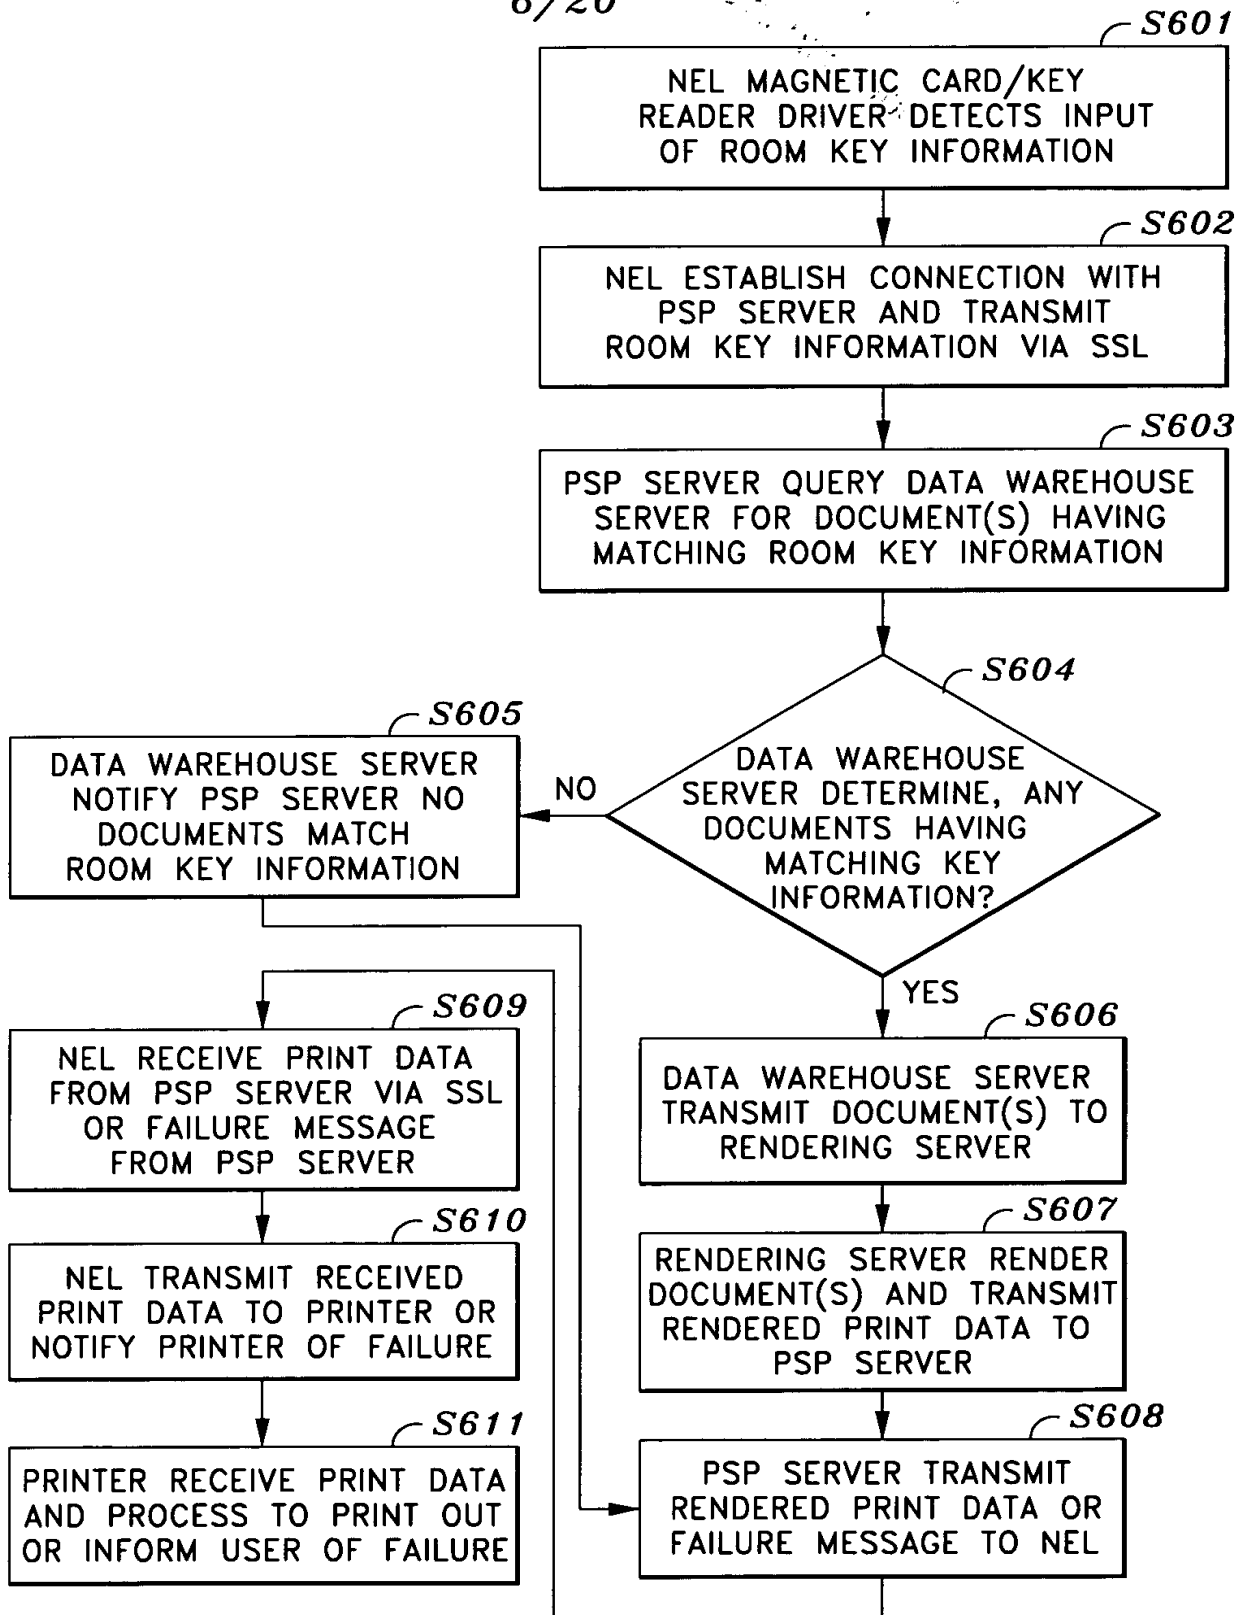 6/20
S601
NEL MAGNETIC CARD/KEY
READER DRIVER DETECTS INPUT
OF ROOM KEY INFORMATION
S602
NEL ESTABLISH CONNECTION WITH
PSP SERVER AND TRANSMIT
ROOM KEY INFORMATION VIA SSL
S603
PSP SERVER QUERY DATA WAREHOUSE
SERVER FOR DOCUMENT(S) HAVING
MATCHING ROOM KEY INFORMATION
S604
DATA WAREHOUSE
SERVER DETERMINE, ANY
DOCUMENTS HAVING
MATCHING KEY
INFORMATION?
NO
S605
DATA WAREHOUSE SERVER
NOTIFY PSP SERVER NO
DOCUMENTS MATCH
ROOM KEY INFORMATION
YES
S606
DATA WAREHOUSE SERVER
TRANSMIT DOCUMENT(S) TO
RENDERING SERVER
S607
RENDERING SERVER RENDER
DOCUMENT(S) AND TRANSMIT
RENDERED PRINT DATA TO
PSP SERVER
S608
PSP SERVER TRANSMIT
RENDERED PRINT DATA OR
FAILURE MESSAGE TO NEL
S609
NEL RECEIVE PRINT DATA
FROM PSP SERVER VIA SSL
OR FAILURE MESSAGE
FROM PSP SERVER
S610
NEL TRANSMIT RECEIVED
PRINT DATA TO PRINTER OR
NOTIFY PRINTER OF FAILURE
S611
PRINTER RECEIVE PRINT DATA
AND PROCESS TO PRINT OUT
OR INFORM USER OF FAILURE